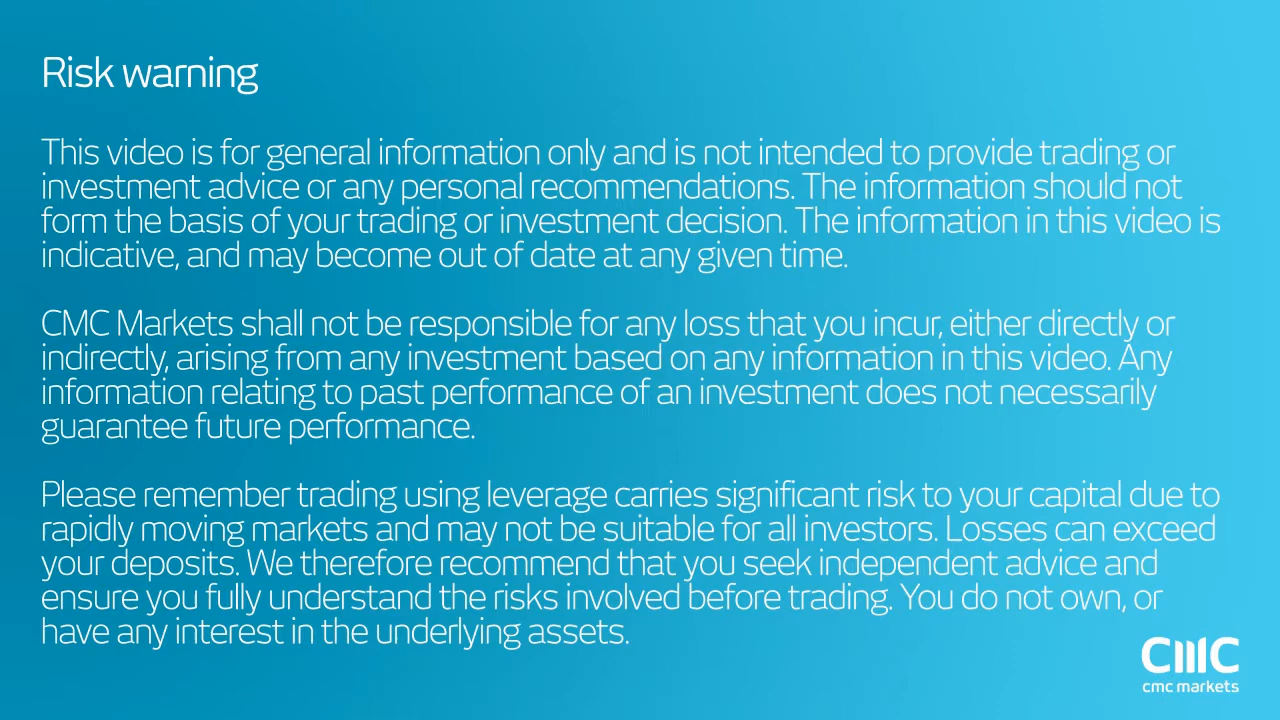 Risk warning
This video is for general information only and is not intended to provide trading or
investment advice or any personal recommendations. The information should not
form the basis of your trading or investment decision. The information in this video is
indicative, and may become out of date at any given time.
CMC Markets shall not be responsible for any loss that you incur, either directly or
indirectly, arising from any investment based on any information in this video. Any
information relating to past performance of an investment does not necessarily
guarantee future performance.
Please remember trading using leverage carries significant risk to your capital due to
rapidly moving markets and may not be suitable for all investors. Losses can exceed
your deposits. We therefore recommend that you seek independent advice and
ensure you fully understand the risks involved before trading. You do not own, or
have any interest in the underlying assets.
CMC
cmc markets